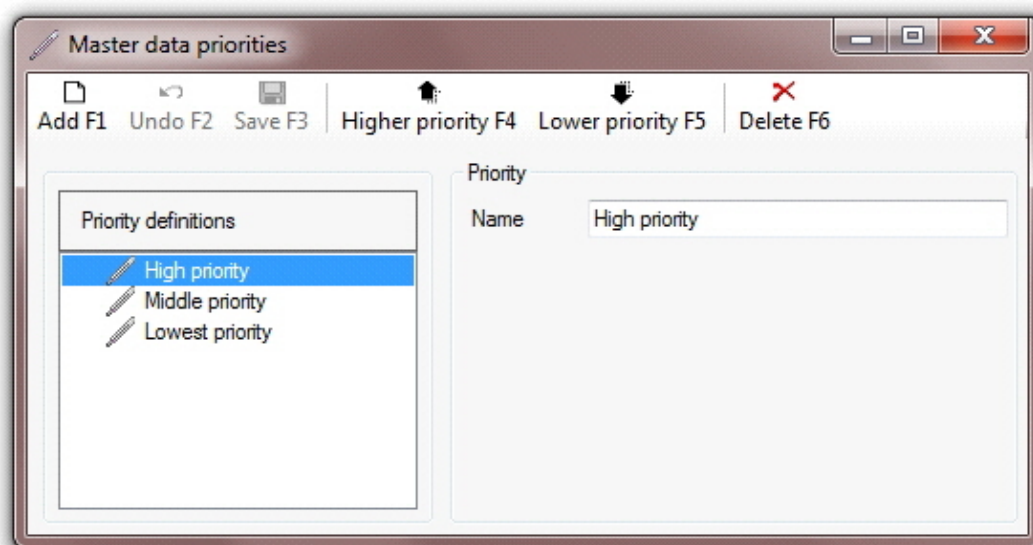 Master data priorities
Add F1 Undo F2 Save F3 Higher priority F4 Lower priority F5 Delete F6
Priority definitions
High priority
Middle priority
Lowest priority
Priority
Name High priority